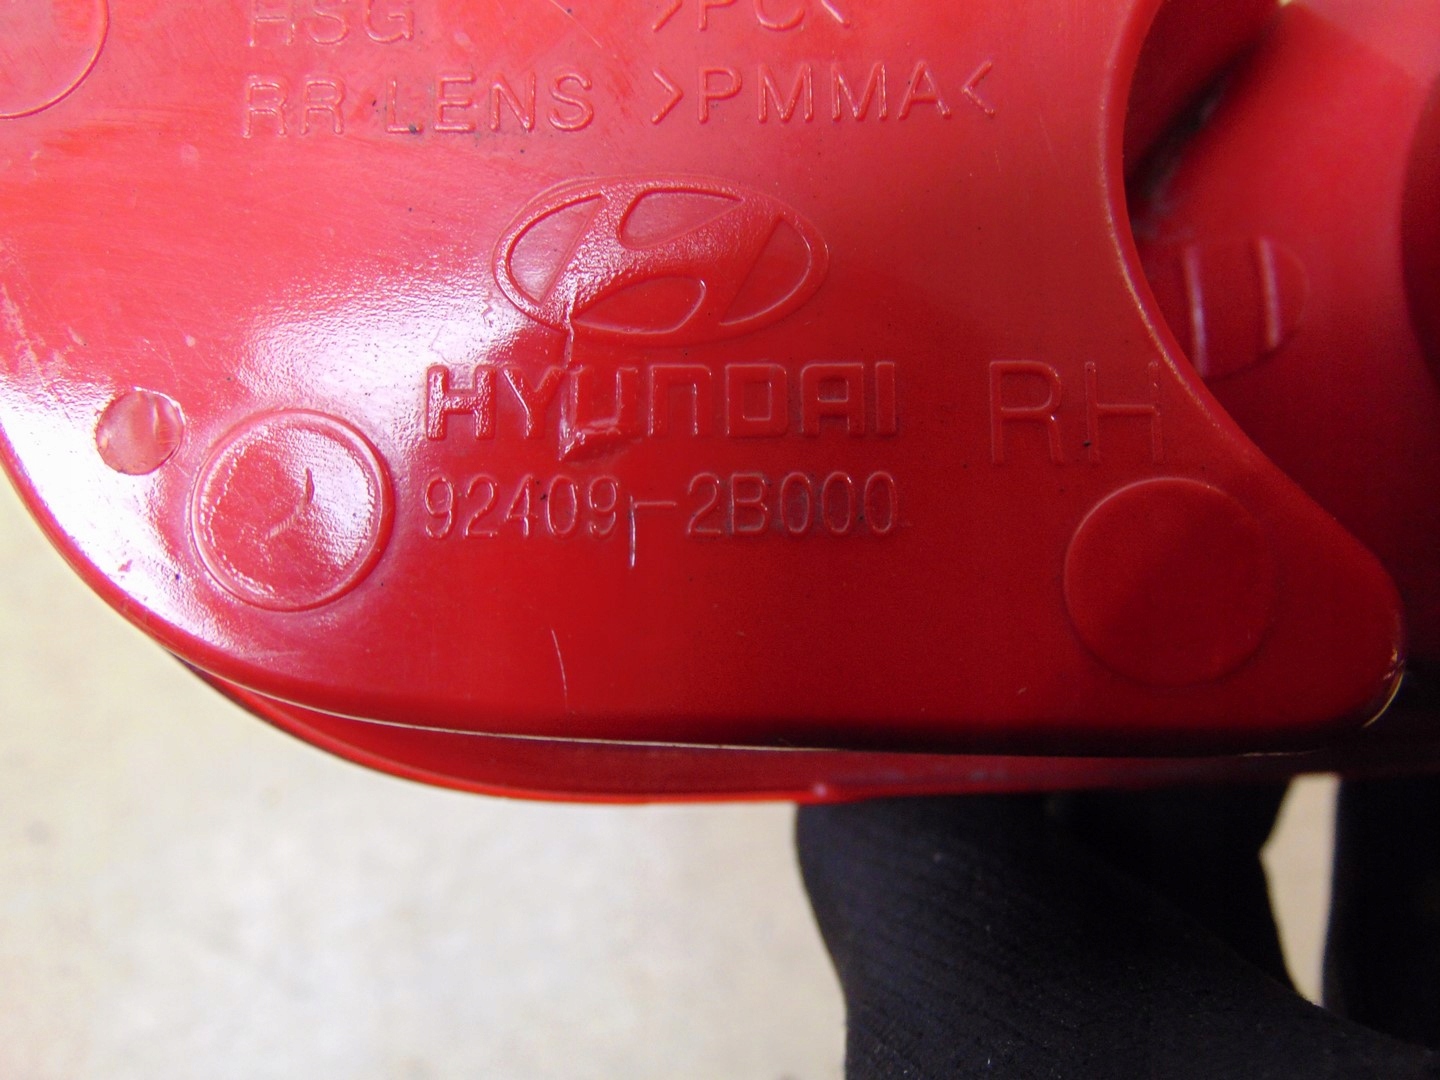 HSG >PC<
RR LENS >PMMA<
HYUNDAI RH
92409-2B000